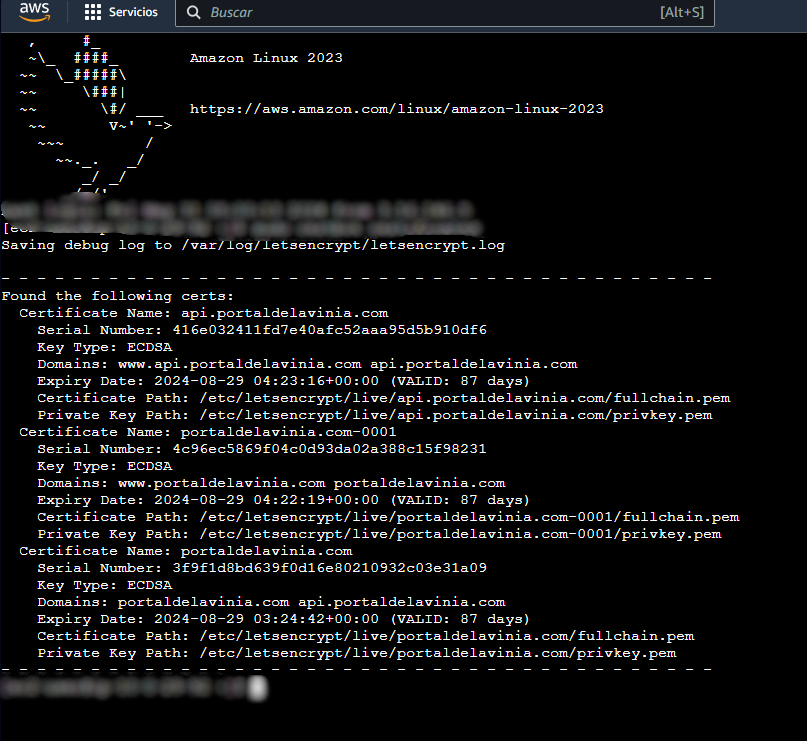 aws
Servicios
Buscar
[Alt+S]
Amazon Linux 2023
https://aws.amazon.com/linux/amazon-linux-2023
Saving debug log to /var/log/letsencrypt/letsencrypt.log
- - - - - - - - - - - - - - - - - - - - - - - - - - - - - - - - - - - - - - - -
Found the following certs:
Certificate Name: api.portaldelavinia.com
Serial Number: 416e032411fd7e40afc52aaa95d5b910df6
Key Type: ECDSA
Domains: www.api.portaldelavinia.com api.portaldelavinia.com
Expiry Date: 2024-08-29 04:23:16+00:00 (VALID: 87 days)
Certificate Path: /etc/letsencrypt/live/api.portaldelavinia.com/fullchain.pem
Private Key Path: /etc/letsencrypt/live/api.portaldelavinia.com/privkey.pem
Certificate Name: portaldelavinia.com-0001
Serial Number: 4c96ec5869f04c0d93da02a388c15f98231
Key Type: ECDSA
Domains: www.portaldelavinia.com portaldelavinia.com
Expiry Date: 2024-08-29 04:22:19+00:00 (VALID: 87 days)
Certificate Path: /etc/letsencrypt/live/portaldelavinia.com-0001/fullchain.pem
Private Key Path: /etc/letsencrypt/live/portaldelavinia.com-0001/privkey.pem
Certificate Name: portaldelavinia.com
Serial Number: 3f9f1d8bd639f0d16e80210932c03e31a09
Key Type: ECDSA
Domains: portaldelavinia.com api.portaldelavinia.com
Expiry Date: 2024-08-29 03:24:42+00:00 (VALID: 87 days)
Certificate Path: /etc/letsencrypt/live/portaldelavinia.com/fullchain.pem
Private Key Path: /etc/letsencrypt/live/portaldelavinia.com/privkey.pem
- - - - - - - - - - - - - - - - - - - - - - - - - - - - - - - - - - - - - - - -